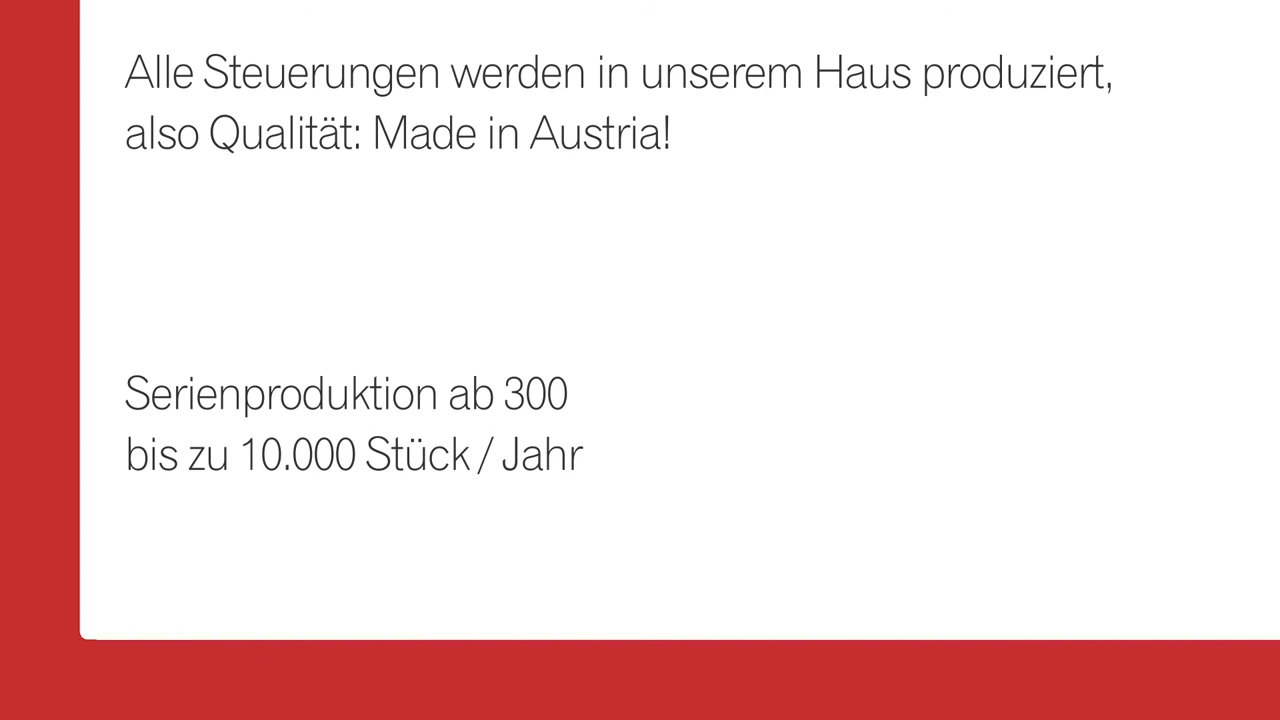 Alle Steuerungen werden in unserem Haus produziert,
also Qualität: Made in Austria!
Serienproduktion ab 300
bis zu 10.000 Stück / Jahr